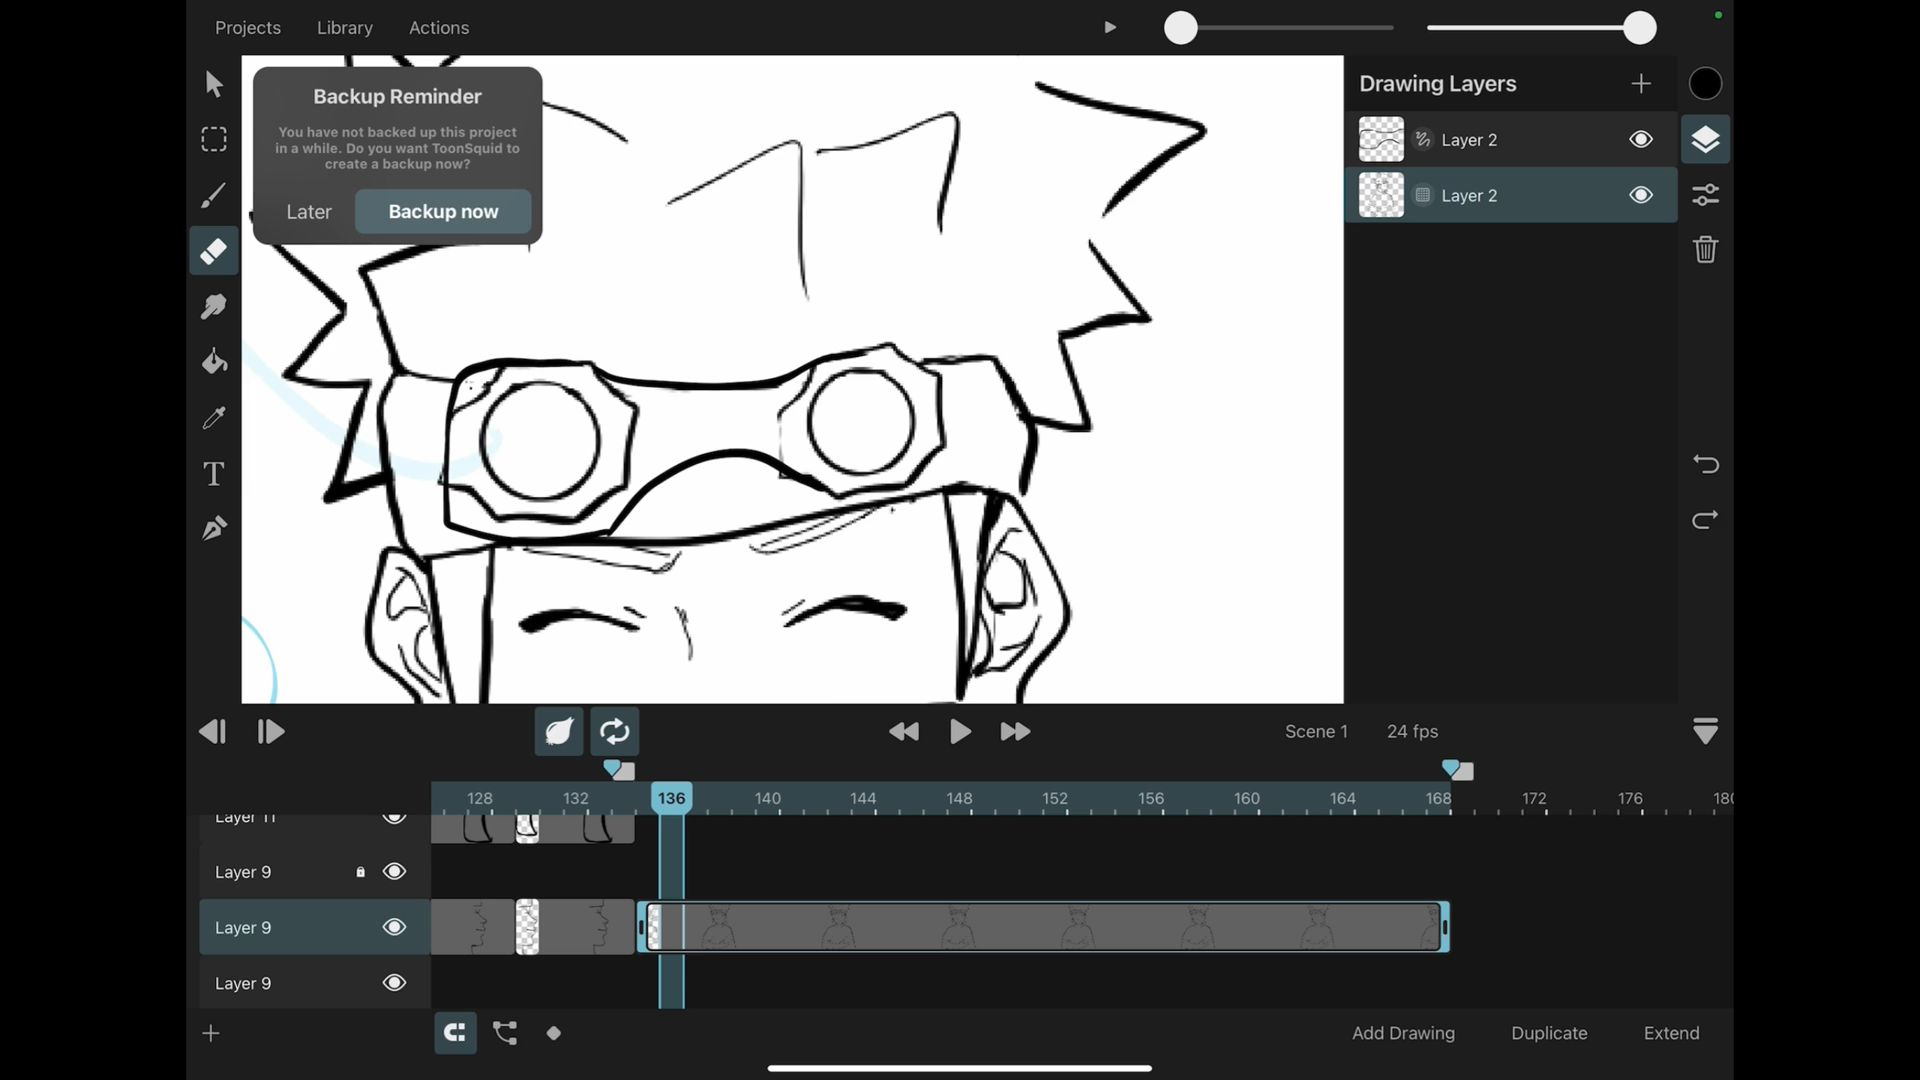 Projects
Library
Actions
Backup Reminder
You have not backed up this project
in a while. Do you want ToonSquid to
create a backup now?
Later
Backup now
Drawing Layers
Layer 2
Layer 2
T
Scene 1
24 fps
128
132
136
140
144
148
152
156
160
164
168
172
176
180
Layer 11
Layer 9
Layer 9
Layer 9
Add Drawing
Duplicate
Extend